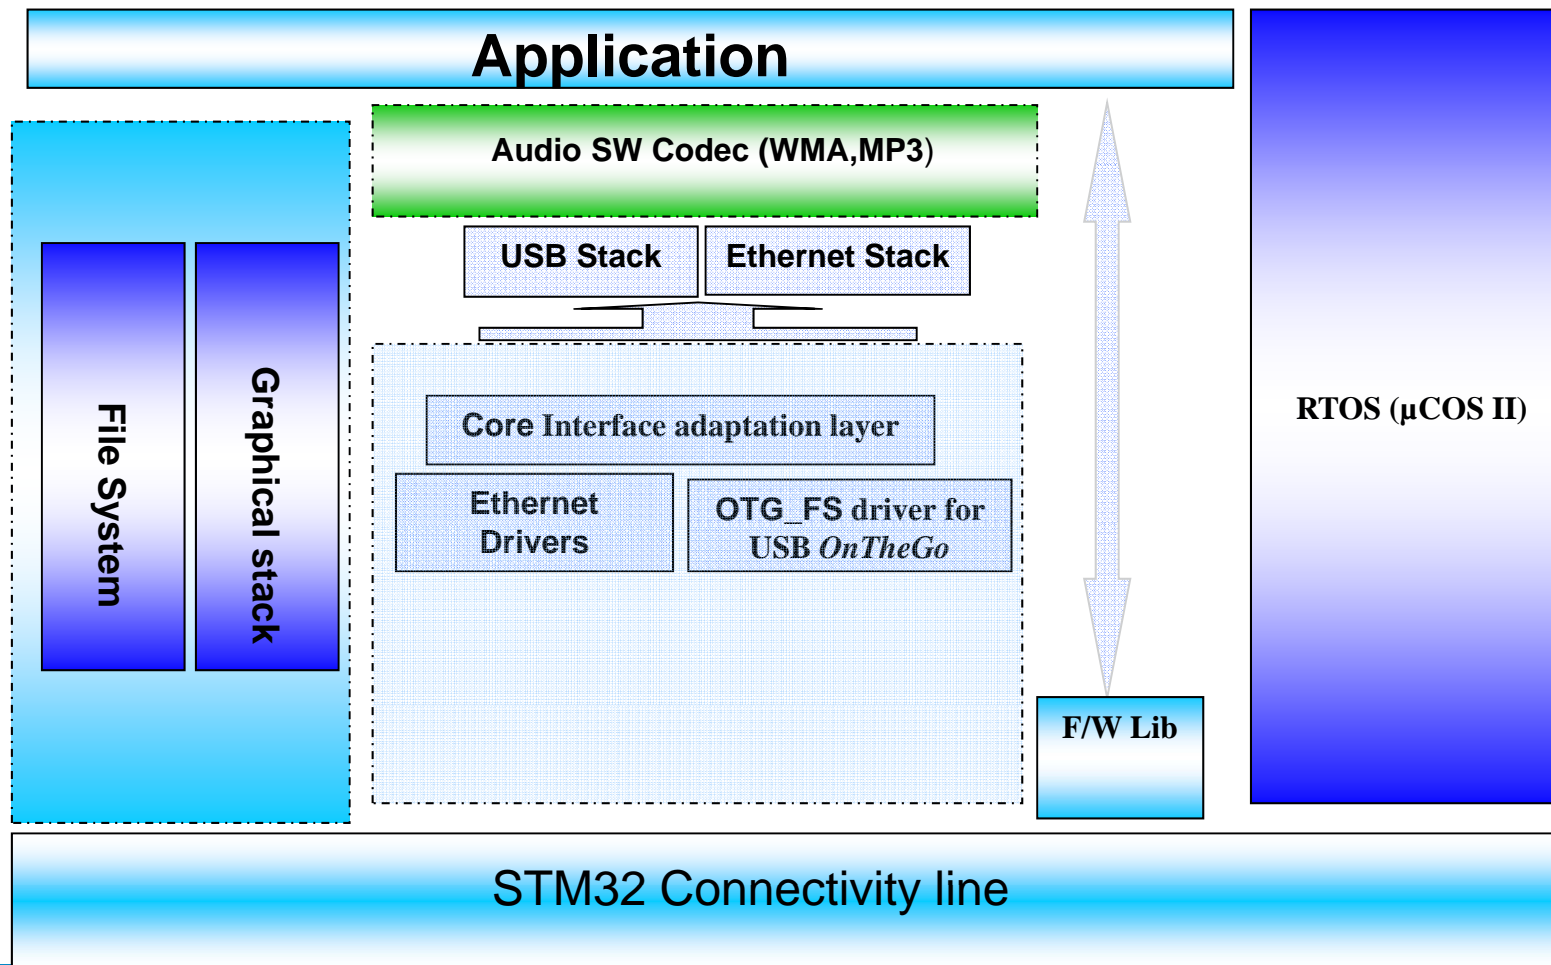 Application
Audio SW Codec (WMA,MP3)
USB Stack
Ethernet Stack
File System
Graphical stack
Core Interface adaptation layer
Ethernet
Drivers
OTG_FS driver for
USB OnTheGo
RTOS (µCOS II)
F/W Lib
STM32 Connectivity line